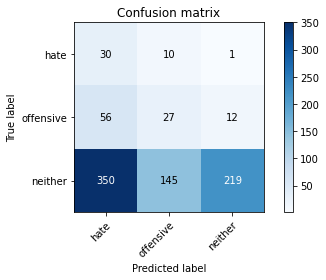 Confusion matrix
350
hate
30
10
1
300
250
True label
offensive
56
27
12
200
150
neither
350
145
219
100
50
hate
offensive
neither
Predicted label